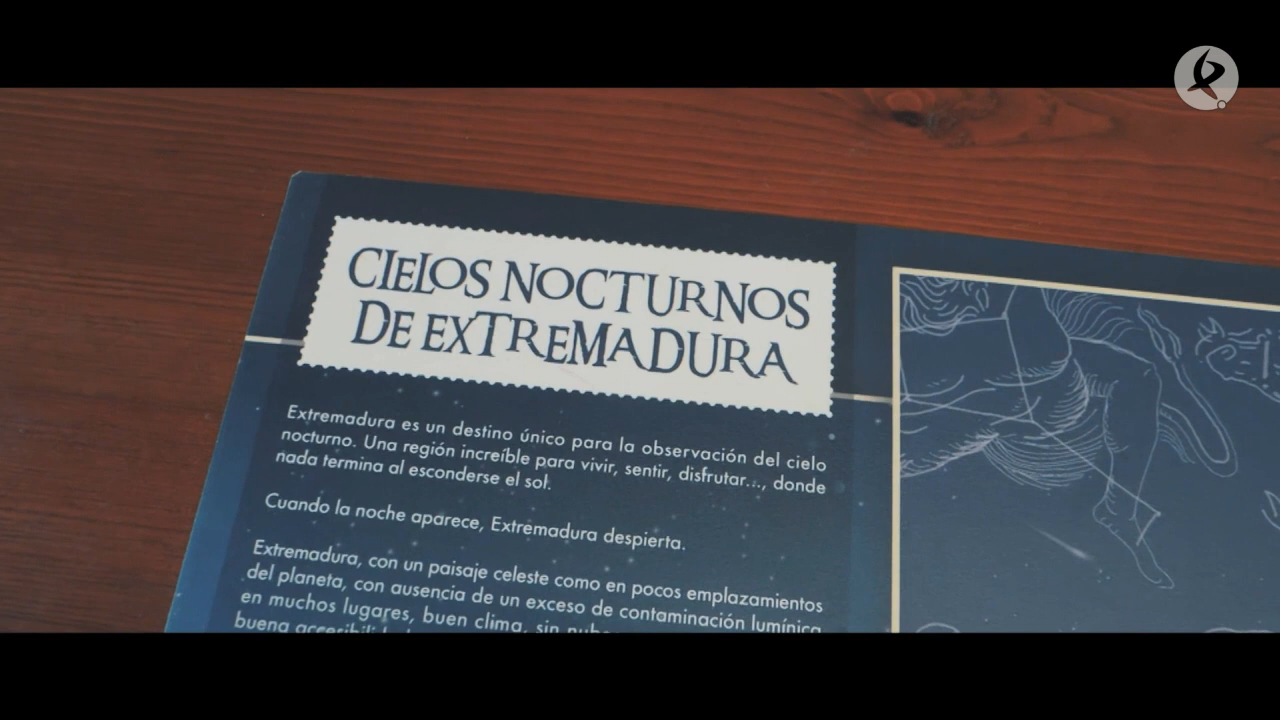 CIELOS NOCTURNOS
DE EXTREMADURA
Extremadura es un destino único para la observación del cielo
nocturno. Una región increíble para vivir, sentir, disfrutar..., donde
nada termina al esconderse el sol.
Cuando la noche aparece, Extremadura despierta.
Extremadura, con un paisaje celeste como en pocos emplazamientos
del planeta, con ausencia de un exceso de contaminación lumínica
en muchos lugares, buen clima, sin
buena